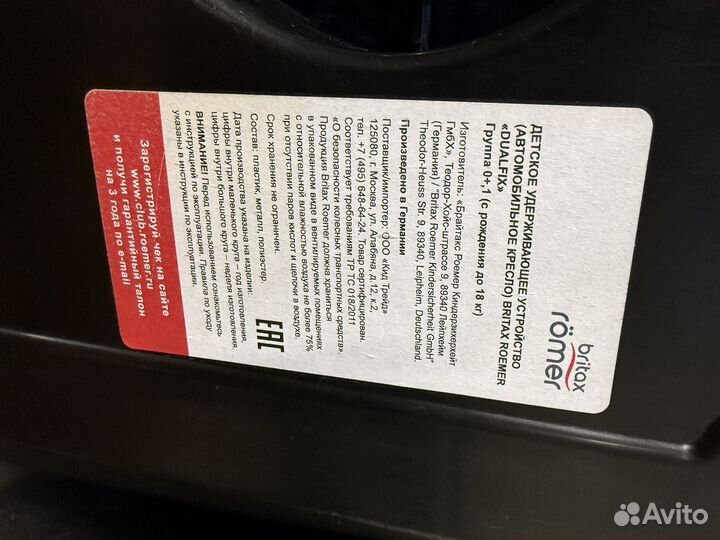 britax
römer
ДЕТСКОЕ УДЕРЖИВАЮЩЕЕ УСТРОЙСТВО
(АВТОМОБИЛЬНОЕ КРЕСЛО) BRITAX ROEMER
«DUALFIX»
Группа 0+,1 (с рождения до 18 кг)
Изготовитель: «Брайтакс Роемер Киндерзихерхейт
ГмбХ», Теодор-Хойс-штрассе 9, 89340 Лейпхейм
(Германия) / "Britax Roemer Kindersicherheit GmbH"
Theodor-Heuss Str. 9, 89340, Leipheim, Deutschland.
Произведено в Германии
Поставщик/импортер: ООО «Кид Трейд»
125080, г. Москва, ул. Алабяна, д.12, к.2,
тел. +7 (495) 648-64-24. Товар сертифицирован.
Соответствует требованиям ТР ТС 018/2011
«О безопасности колесных транспортных средств».
Продукция Britax Roemer должна храниться
в упакованном виде в вентилируемых помещениях
с относительной влажностью воздуха не более 75%
при отсутствии паров кислот и щелочи в воздухе.
Срок хранения не ограничен.
Состав: пластик, металл, полиэстер.
Дата производства указана на изделии:
цифры внутри маленького круга – год изготовления,
цифры внутри большого круга – неделя изготовления.
ВНИМАНИЕ! Перед использованием ознакомьтесь
с инструкцией по эксплуатации. Правила по уходу
указаны в инструкции по эксплуатации.
EAC
Зарегистрируй чек на сайте
www.club-roemer.ru
и получи гарантийный талон
на 3 года по e-mail
Avito